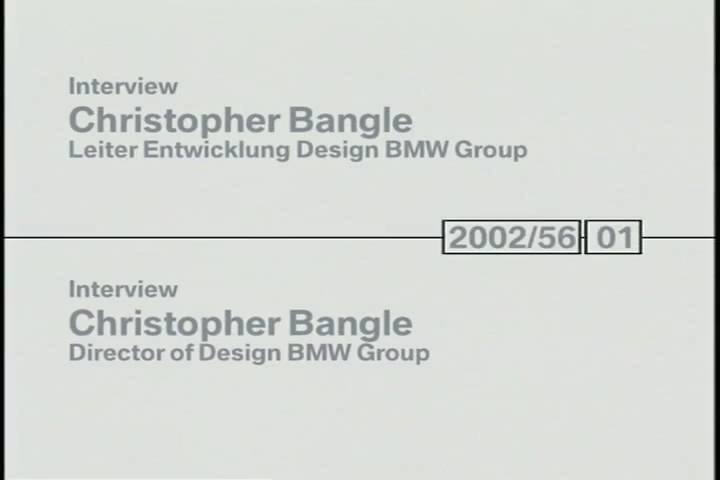 Interview
Christopher Bangle
Leiter Entwicklung Design BMW Group
2002/56 01
Interview
Christopher Bangle
Director of Design BMW Group